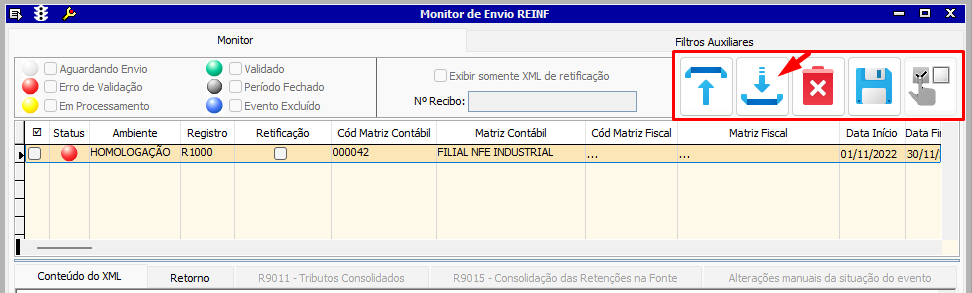 Monitor de Envio REINF
Monitor
Filtros Auxiliares
Aguardando Envio
Validado
Erro de Validação
Período Fechado
Em Processamento
Evento Excluído
Exibir somente XML de retificação
Nº Recibo:
Status Ambiente Registro Retificação Cód Matriz Contábil Matriz Contábil Cód Matriz Fiscal Matriz Fiscal Data Início Data Fi
HOMOLOGAÇÃO R1000 000042 FILIAL NFE INDUSTRIAL ... ... 01/11/2022 30/11/
Conteúdo do XML Retorno R9011 - Tributos Consolidados R9015 - Consolidação das Retenções na Fonte Alterações manuais da situação do evento